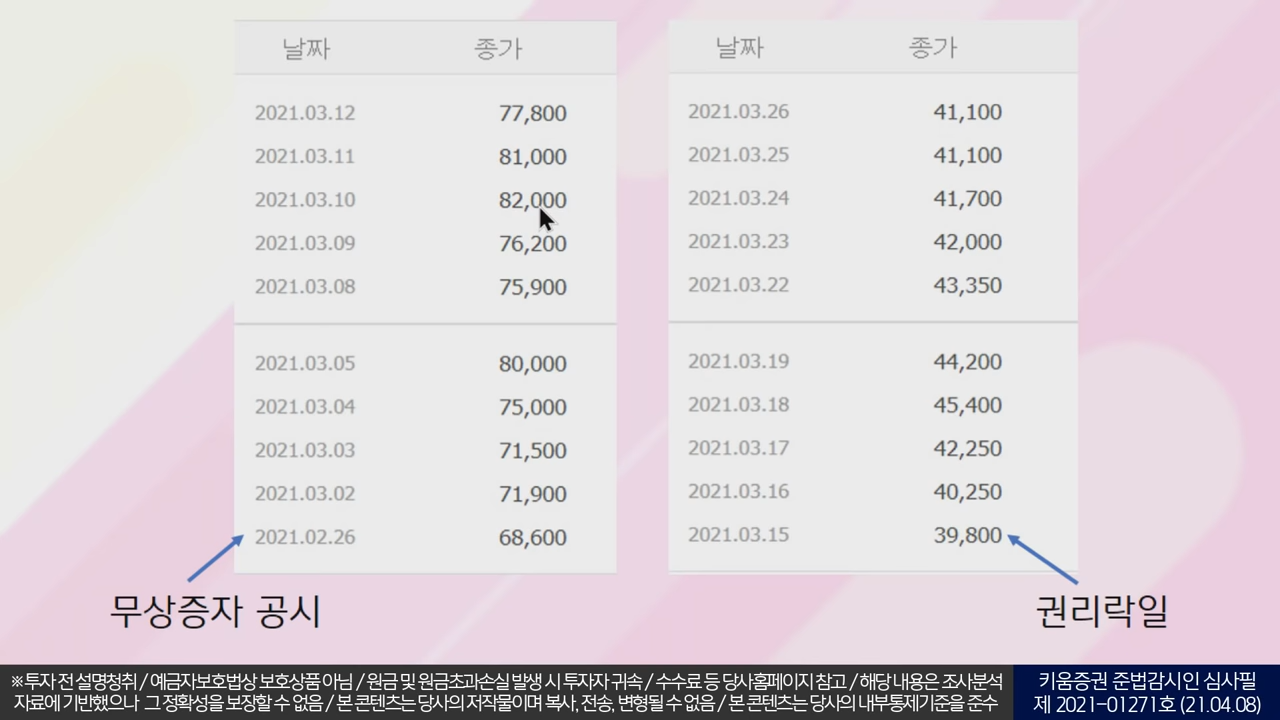 날짜 종가
2021.03.12 77,800
2021.03.11 81,000
2021.03.10 82,000
2021.03.09 76,200
2021.03.08 75,900
2021.03.05 80,000
2021.03.04 75,000
2021.03.03 71,500
2021.03.02 71,900
2021.02.26 68,600
무상증자 공시
날짜 종가
2021.03.26 41,100
2021.03.25 41,100
2021.03.24 41,700
2021.03.23 42,000
2021.03.22 43,350
2021.03.19 44,200
2021.03.18 45,400
2021.03.17 42,250
2021.03.16 40,250
2021.03.15 39,800
권리락일
※투자 전 설명청취 / 예금자보호법상 보호상품 아님 / 원금 및 원금초과손실 발생 시 투자자 귀속 / 수수료 등 당사홈페이지 참고 / 해당 내용은 조사분석
자료에 기반했으나 그 정확성을 보장할 수 없음 / 본 콘텐츠는 당사의 저작물이며 복사, 전송, 변형될 수 없음 / 본 콘텐츠는 당사의 내부통제기준을 준수
키움증권 준법감시인 심사필
제 2021-01271호 (21.04.08)